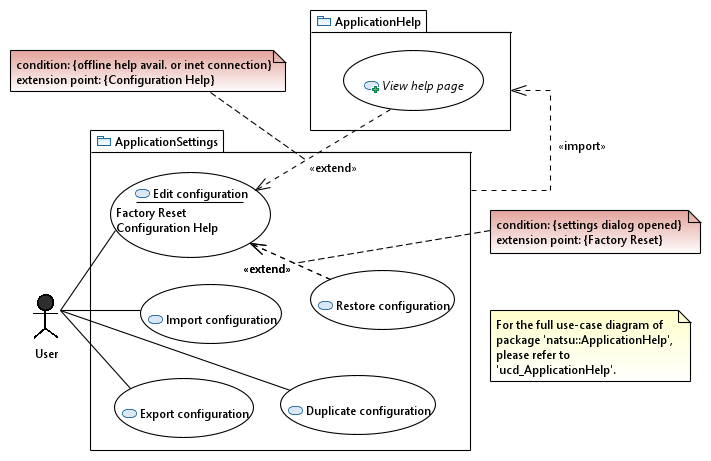 ApplicationHelp
condition: {offline help avail. or inet connection}
extension point: {Configuration Help}
View help page
ApplicationSettings
«import»
«extend»
Edit configuration
Factory Reset
Configuration Help
condition: {settings dialog opened}
extension point: {Factory Reset}
«extend»
Restore configuration
Import configuration
User
For the full use-case diagram of
package 'natsu::ApplicationHelp',
please refer to
'ucd_ApplicationHelp'.
Export configuration
Duplicate configuration